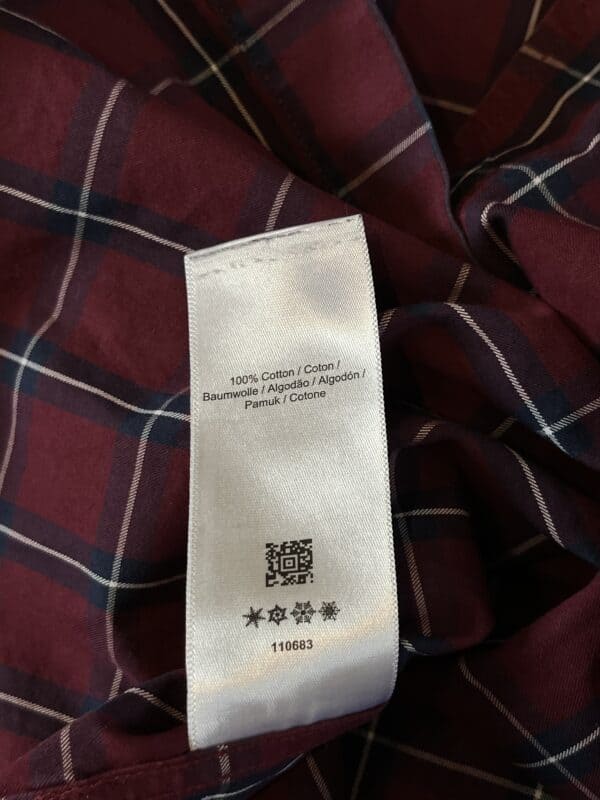 100% Cotton / Coton /
Baumwolle / Algodão / Algodón /
Pamuk / Cotone
110683